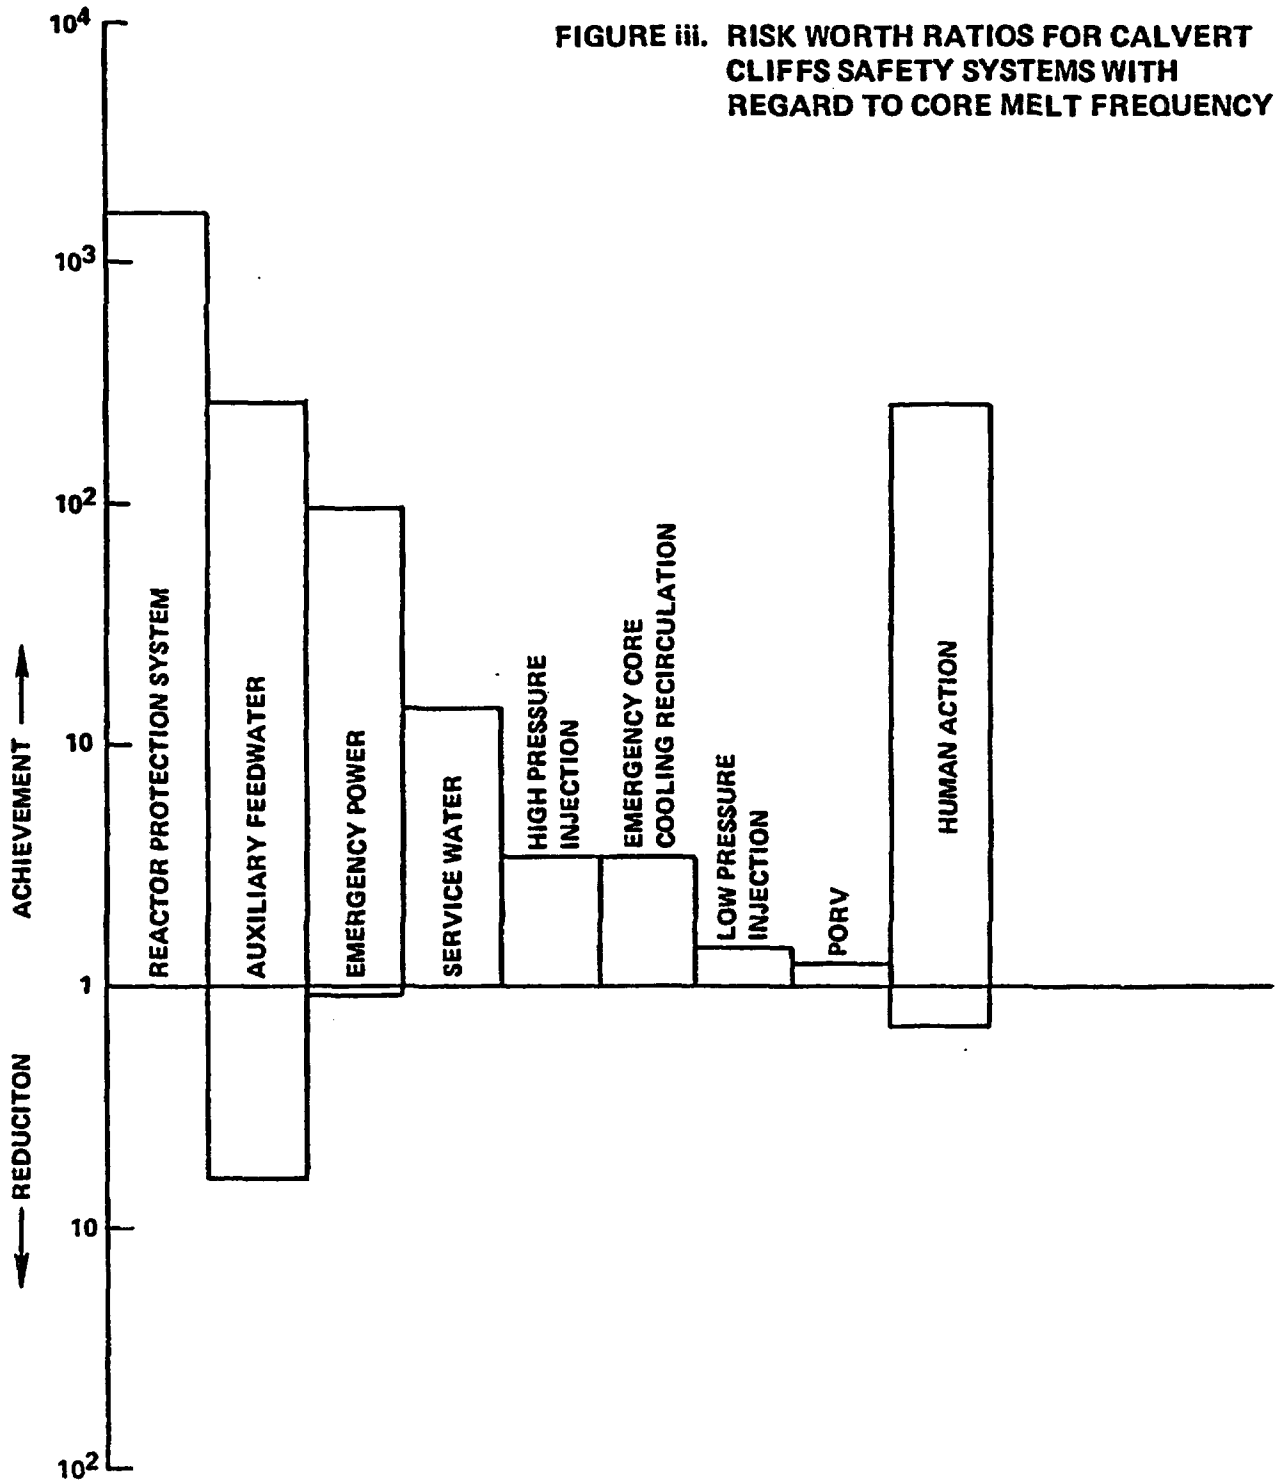 FIGURE iii. RISK WORTH RATIOS FOR CALVERT
CLIFFS SAFETY SYSTEMS WITH
REGARD TO CORE MELT FREQUENCY
10⁴
10³
10²
10
1
10
10²
ACHIEVEMENT
REDUCITON
REACTOR PROTECTION SYSTEM
AUXILIARY FEEDWATER
EMERGENCY POWER
SERVICE WATER
HIGH PRESSURE
INJECTION
EMERGENCY CORE
COOLING RECIRCULATION
LOW PRESSURE
INJECTION
PORV
HUMAN ACTION